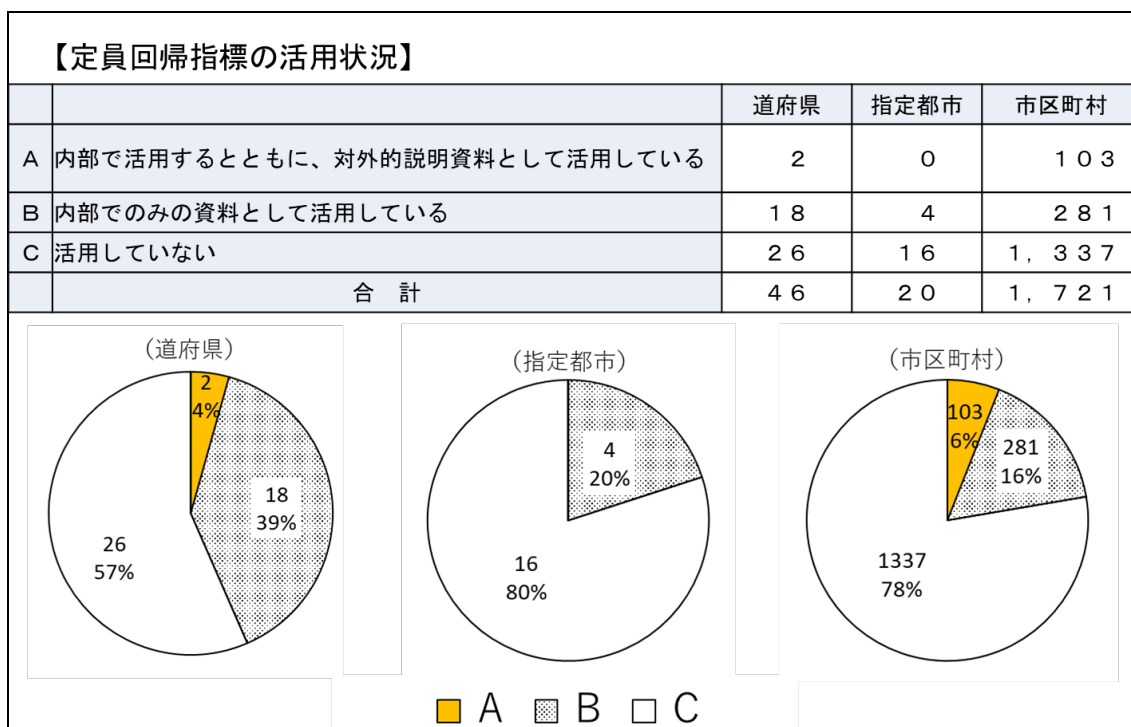 【定員回帰指標の活用状況】
道府県 指定都市 市区町村
A 内部で活用するとともに、対外的説明資料として活用している ２ ０ １０３
B 内部でのみの資料として活用している １８ ４ ２８１
C 活用していない ２６ １６ １，３３７
合 計 ４６ ２０ １，７２１
（道府県）
2
4%
18
39%
26
57%
（指定都市）
4
20%
16
80%
（市区町村）
103
6%
281
16%
1337
78%
A B C